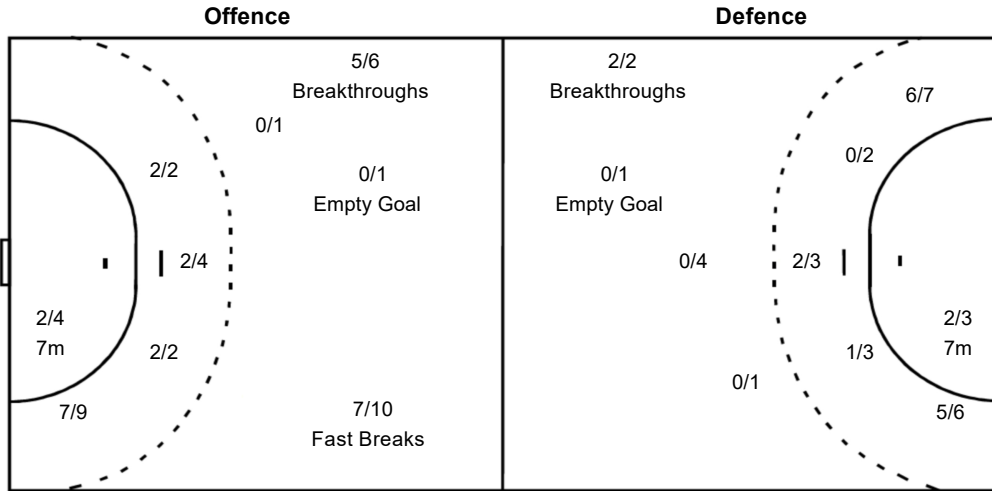 Offence
Defence
5/6
Breakthroughs
2/2
Breakthroughs
6/7
0/1
0/2
2/2
0/1
Empty Goal
0/1
Empty Goal
2/4
0/4
2/3
2/4
7m
2/3
7m
2/2
1/3
0/1
7/9
7/10
Fast Breaks
5/6